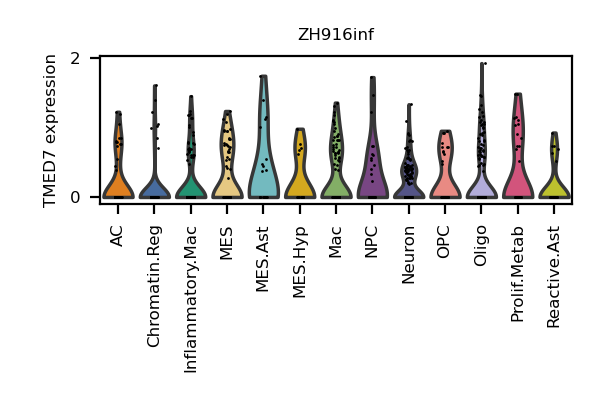 ZH916inf
TMED7 expression
2
0
AC
Chromatin.Reg
Inflammatory.Mac
MES
MES.Ast
MES.Hyp
Mac
NPC
Neuron
OPC
Oligo
Prolif.Metab
Reactive.Ast